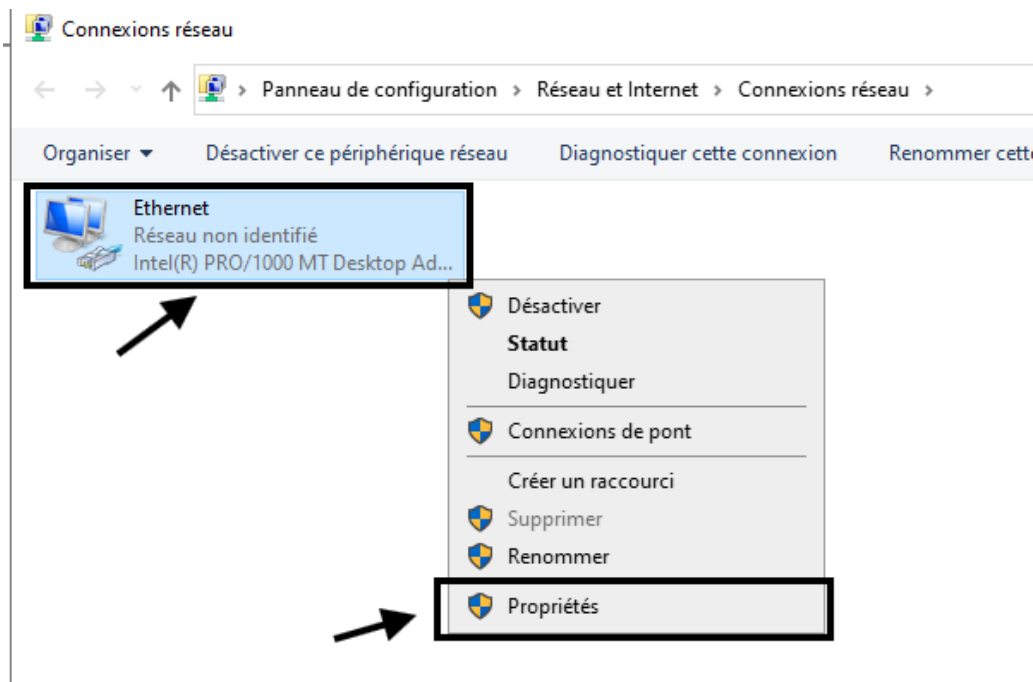 Connexions réseau
Panneau de configuration > Réseau et Internet > Connexions réseau >
Organiser Désactiver ce périphérique réseau Diagnostiquer cette connexion Renommer cette
Ethernet
Réseau non identifié
Intel(R) PRO/1000 MT Desktop Ad...
Désactiver
Statut
Diagnostiquer
Connexions de pont
Créer un raccourci
Supprimer
Renommer
Propriétés